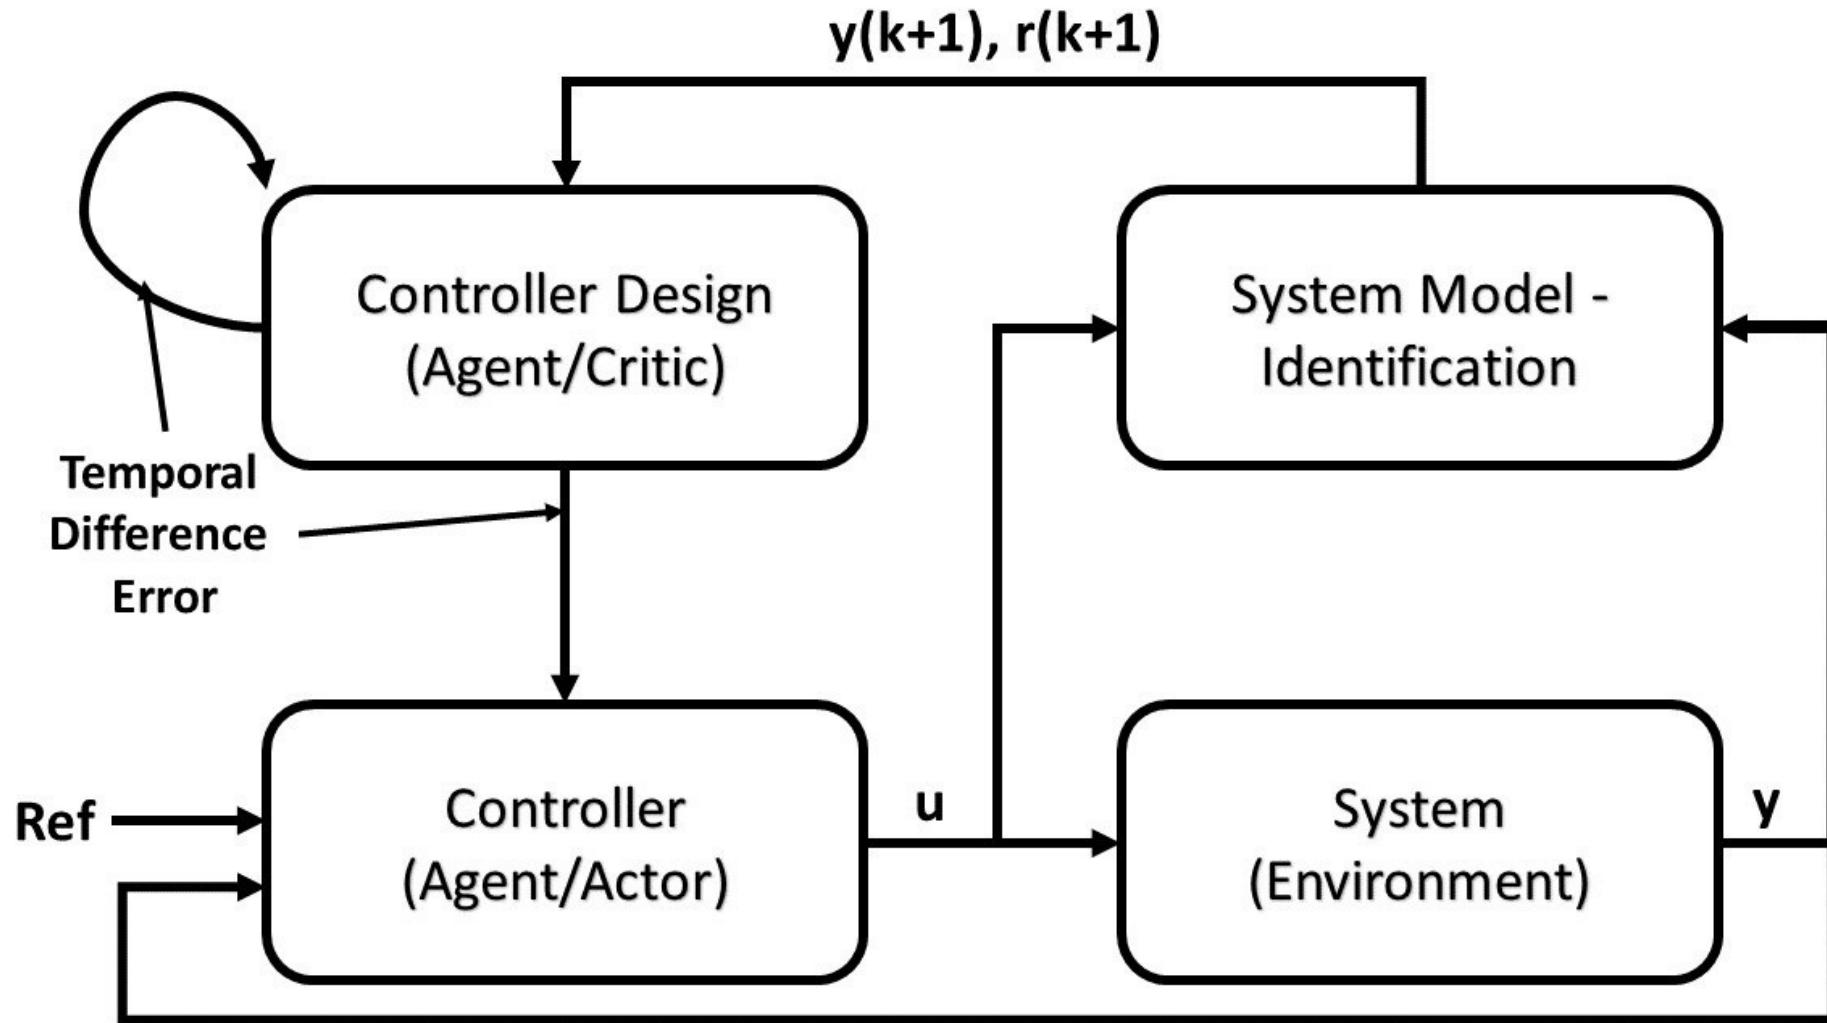 y(k+1), r(k+1)
Controller Design
(Agent/Critic)
System Model -
Identification
Temporal
Difference
Error
Ref
Controller
(Agent/Actor)
u
System
(Environment)
y